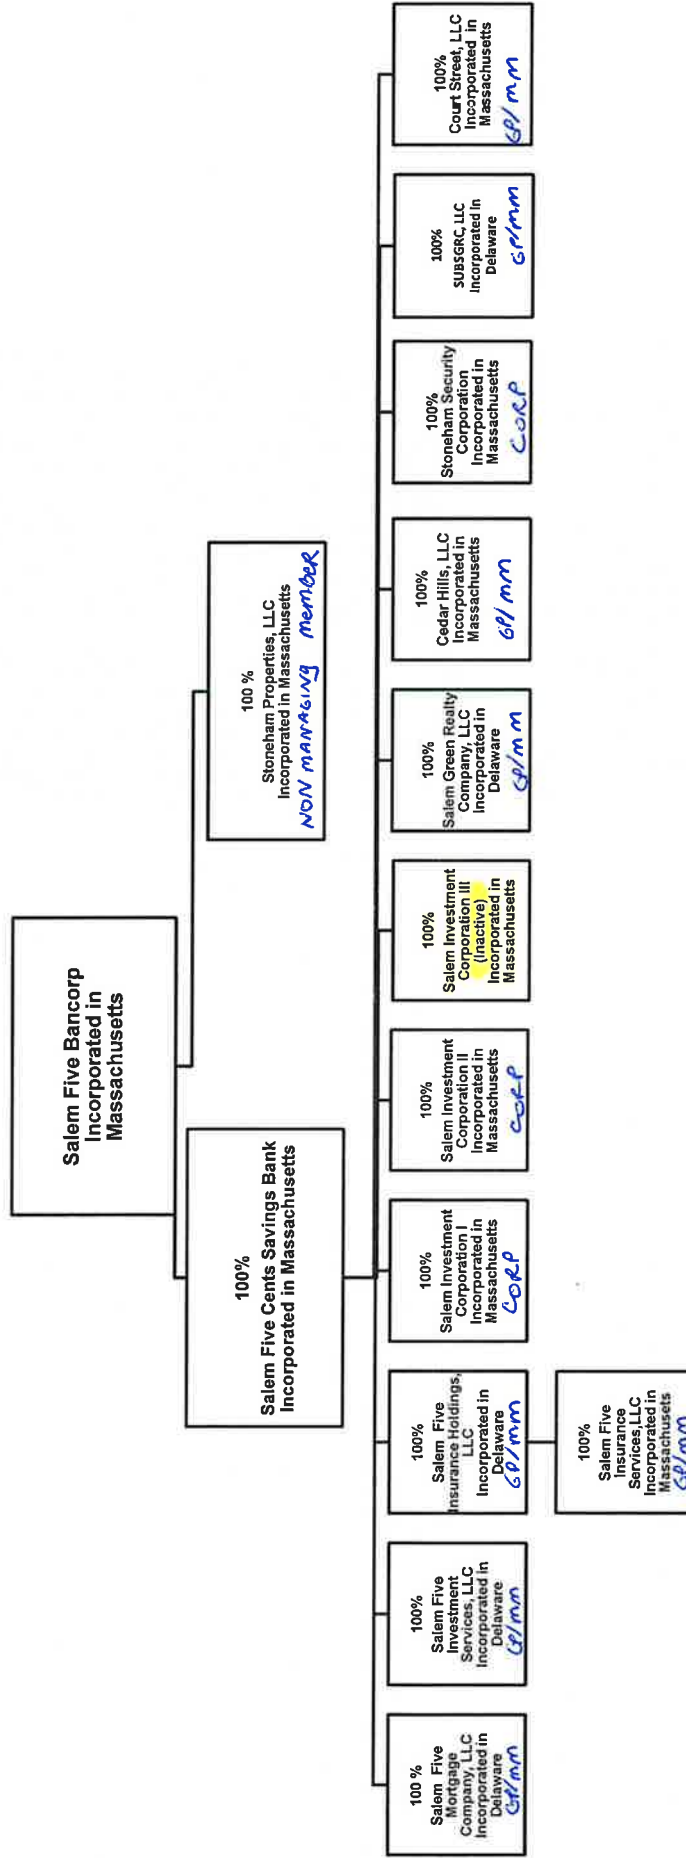 Salem Five Bancorp
Incorporated in
Massachusetts
100%
Salem Five Cents Savings Bank
Incorporated in Massachusetts
100 %
Stoneham Properties, LLC
Incorporated in Massachusetts
NON MANAGING MEMBER
100 %
Salem Five
Mortgage
Company, LLC
Incorporated in
Delaware
GP/MM
100%
Salem Five
Investment
Services, LLC
Incorporated in
Delaware
GP/MM
100%
Salem Five
Insurance Holdings,
LLC
Incorporated in
Delaware
GP/MM
100%
Salem Five
Insurance
Services,LLC
Incorporated in
Massachusets
GP/MM
100%
Salem Investment
Corporation I
Incorporated in
Massachusetts
CORP
100%
Salem Investment
Corporation II
Incorporated in
Massachusetts
CORP
100%
Salem Investment
Corporation III
(Inactive)
Incorporated in
Massachusetts
100%
Salem Green Realty
Company, LLC
Incorporated in
Delaware
GP/MM
100%
Cedar Hills, LLC
Incorporated in
Massachusetts
GP/MM
100%
Stoneham Security
Corporation
Incorporated in
Massachusetts
CORP
100%
SUBSGRC, LLC
Incorporated in
Delaware
GP/MM
100%
Court Street, LLC
Incorporated in
Massachusetts
GP/MM